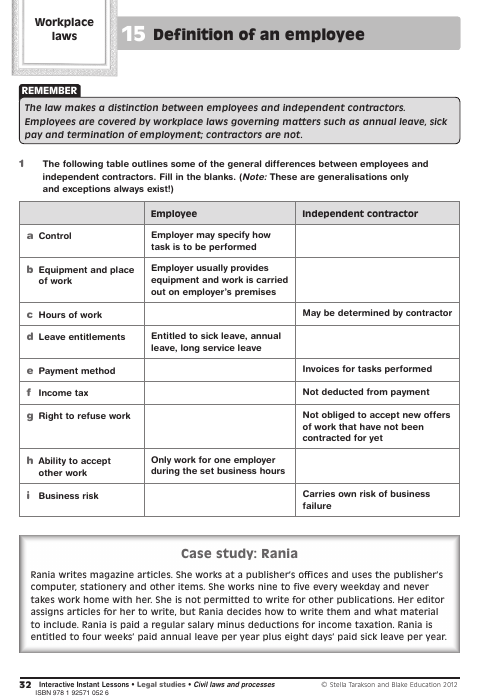 Workplace
laws
15 Definition of an employee
REMEMBER
The law makes a distinction between employees and independent contractors.
Employees are covered by workplace laws governing matters such as annual leave, sick
pay and termination of employment; contractors are not.
1 The following table outlines some of the general differences between employees and
independent contractors. Fill in the blanks. (Note: These are generalisations only
and exceptions always exist!)
Employee Independent contractor
a Control Employer may specify how
task is to be performed
b Equipment and place
of work
Employer usually provides
equipment and work is carried
out on employer's premises
c Hours of work May be determined by contractor
d Leave entitlements Entitled to sick leave, annual
leave, long service leave
e Payment method Invoices for tasks performed
f Income tax Not deducted from payment
g Right to refuse work Not obliged to accept new offers
of work that have not been
contracted for yet
h Ability to accept
other work
Only work for one employer
during the set business hours
i Business risk Carries own risk of business
failure
Case study: Rania
Rania writes magazine articles. She works at a publisher's offices and uses the publisher's
computer, stationery and other items. She works nine to five every weekday and never
takes work home with her. She is not permitted to write for other publications. Her editor
assigns articles for her to write, but Rania decides how to write them and what material
to include. Rania is paid a regular salary minus deductions for income taxation. Rania is
entitled to four weeks' paid annual leave per year plus eight days' paid sick leave per year.
32 Interactive Instant Lessons • Legal studies • Civil laws and processes © Stella Tarakson and Blake Education 2012
ISBN 978 1 92571 052 6